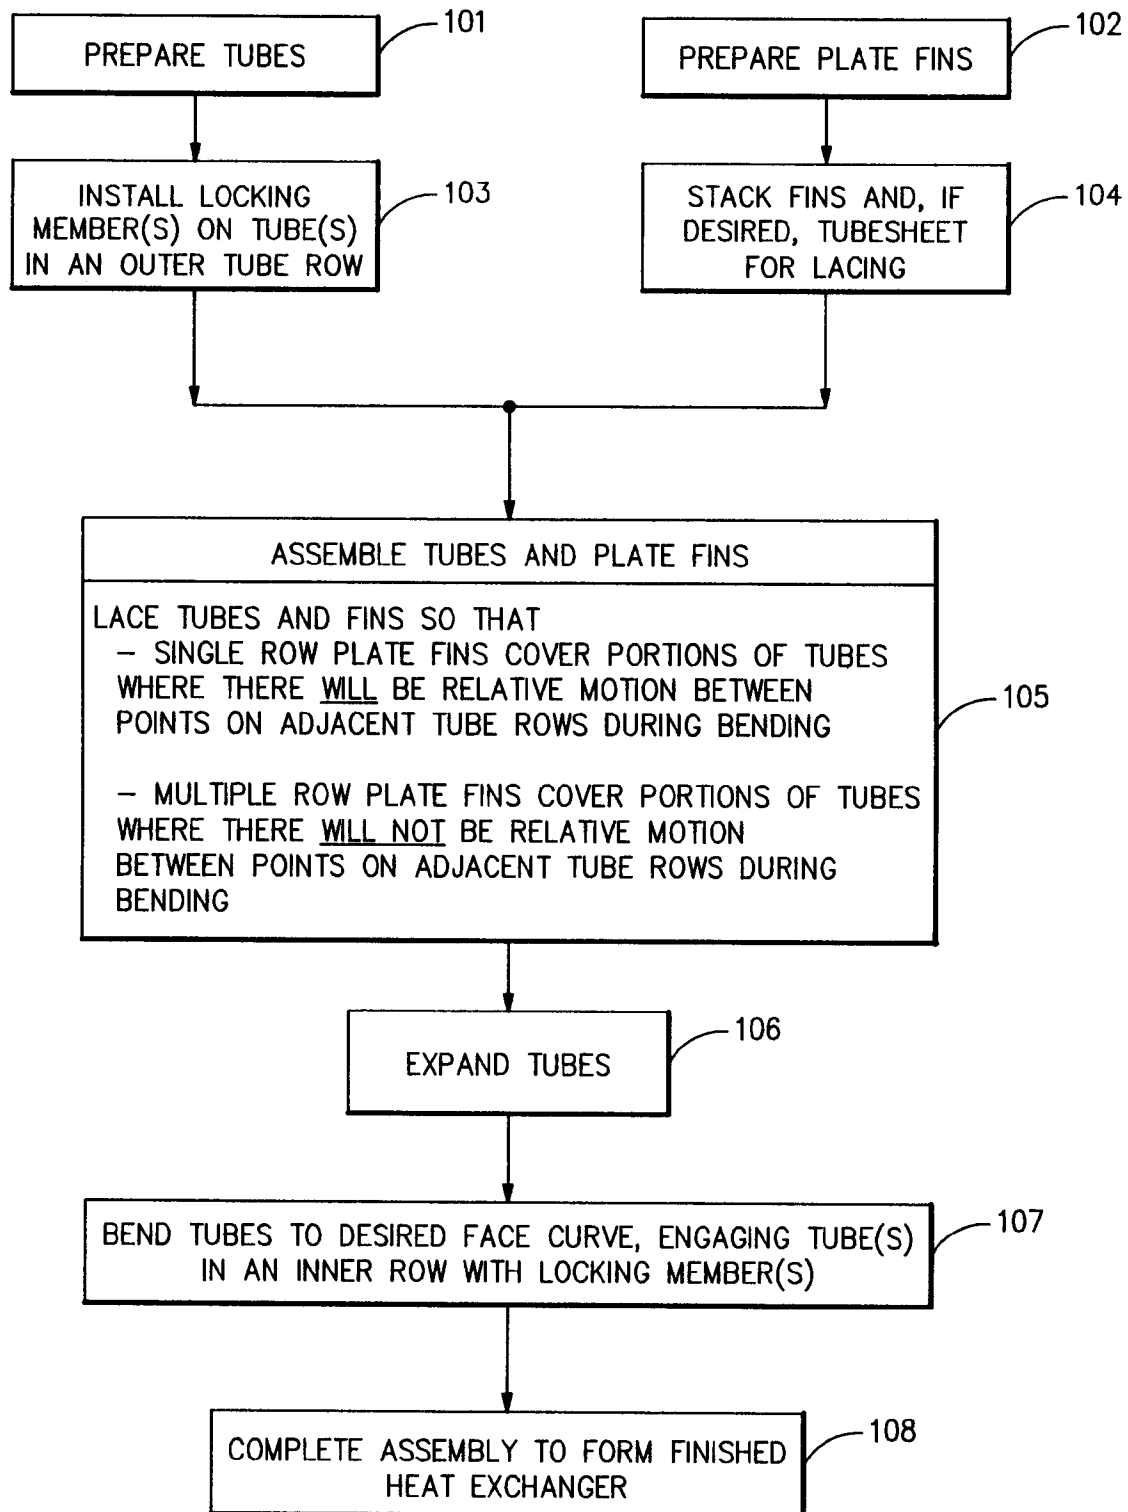 PREPARE TUBES
101
PREPARE PLATE FINS
102
INSTALL LOCKING
MEMBER(S) ON TUBE(S)
IN AN OUTER TUBE ROW
103
STACK FINS AND, IF
DESIRED, TUBESHEET
FOR LACING
104
ASSEMBLE TUBES AND PLATE FINS
LACE TUBES AND FINS SO THAT
– SINGLE ROW PLATE FINS COVER PORTIONS OF TUBES
WHERE THERE WILL BE RELATIVE MOTION BETWEEN
POINTS ON ADJACENT TUBE ROWS DURING BENDING
– MULTIPLE ROW PLATE FINS COVER PORTIONS OF TUBES
WHERE THERE WILL NOT BE RELATIVE MOTION
BETWEEN POINTS ON ADJACENT TUBE ROWS DURING
BENDING
105
EXPAND TUBES
106
BEND TUBES TO DESIRED FACE CURVE, ENGAGING TUBE(S)
IN AN INNER ROW WITH LOCKING MEMBER(S)
107
COMPLETE ASSEMBLY TO FORM FINISHED
HEAT EXCHANGER
108